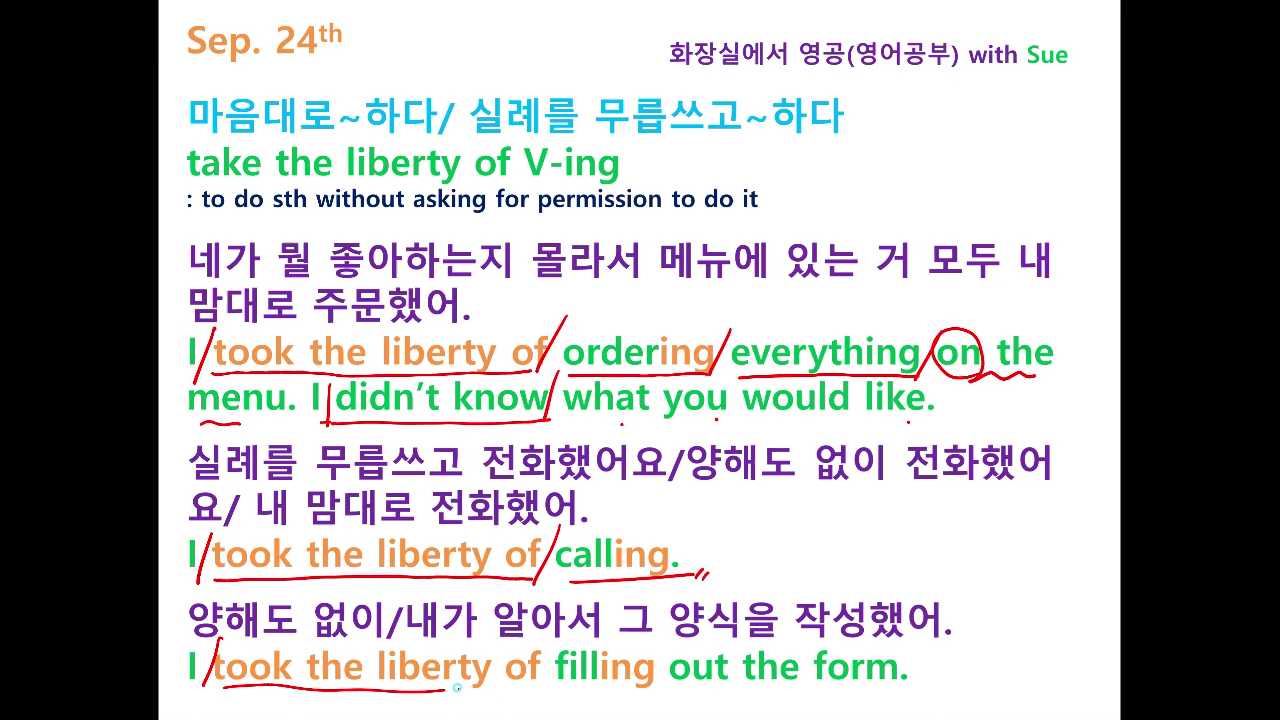 Sep. 24th
화장실에서 영공(영어공부) with Sue
마음대로~하다/ 실례를 무릅쓰고~하다
take the liberty of V-ing
: to do sth without asking for permission to do it
네가 뭘 좋아하는지 몰라서 메뉴에 있는 거 모두 내
맘대로 주문했어.
I took the liberty of ordering everything on the
menu. I didn't know what you would like.
실례를 무릅쓰고 전화했어요/양해도 없이 전화했어
요/ 내 맘대로 전화했어.
I took the liberty of calling.
양해도 없이/내가 알아서 그 양식을 작성했어.
I took the liberty of filling out the form.